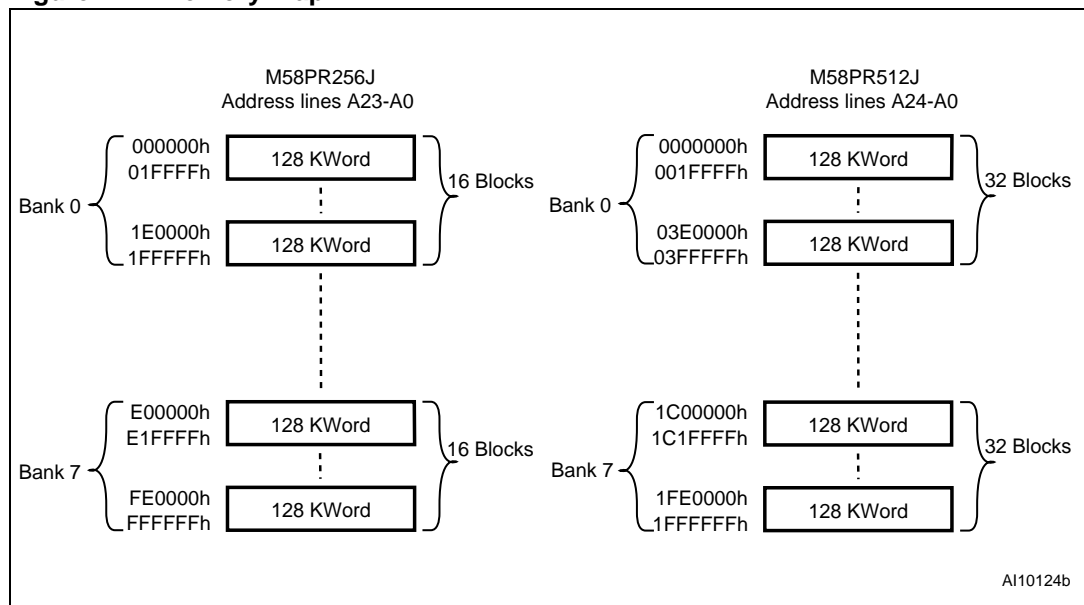 M58PR256J
Address lines A23-A0
000000h
01FFFFh
128 KWord
Bank 0
16 Blocks
1E0000h
1FFFFFh
128 KWord
E00000h
E1FFFFh
128 KWord
Bank 7
16 Blocks
FE0000h
FFFFFFh
128 KWord
M58PR512J
Address lines A24-A0
0000000h
001FFFFh
128 KWord
Bank 0
32 Blocks
03E0000h
03FFFFFh
128 KWord
1C00000h
1C1FFFFh
128 KWord
Bank 7
32 Blocks
1FE0000h
1FFFFFFh
128 KWord
AI10124b